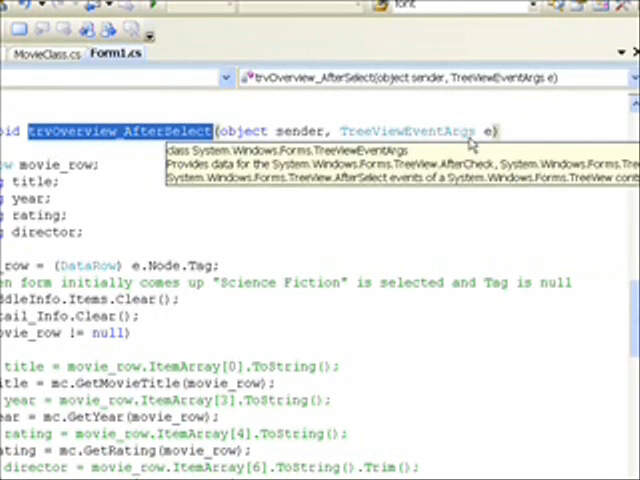 font
MovieClass.cs Form1.cs
trvOverview_AfterSelect(object sender, TreeViewEventArgs e)
oid trvOverview_AfterSelect(object sender, TreeViewEventArgs e)
class System.Windows.Forms.TreeViewEventArgs
Provides data for the System.Windows.Forms.TreeView.AfterCheck, System.Windows.Forms.Tre
System.Windows.Forms.TreeView.AfterSelect events of a System.Windows.Forms.TreeView cont
ow movie_row;
g title;
g year;
g rating;
g director;
_row = (DataRow) e.Node.Tag;
en form initially comes up "Science Fiction" is selected and Tag is null
ddleInfo.Items.Clear();
tail_Info.Clear();
ovie_row != null)
title = movie_row.ItemArray[0].ToString();
itle = mc.GetMovieTitle(movie_row);
year = movie_row.ItemArray[3].ToString();
ear = mc.GetYear(movie_row);
rating = movie_row.ItemArray[4].ToString();
ating = mc.GetRating(movie_row);
director = movie_row.ItemArray[6].ToString().Trim();